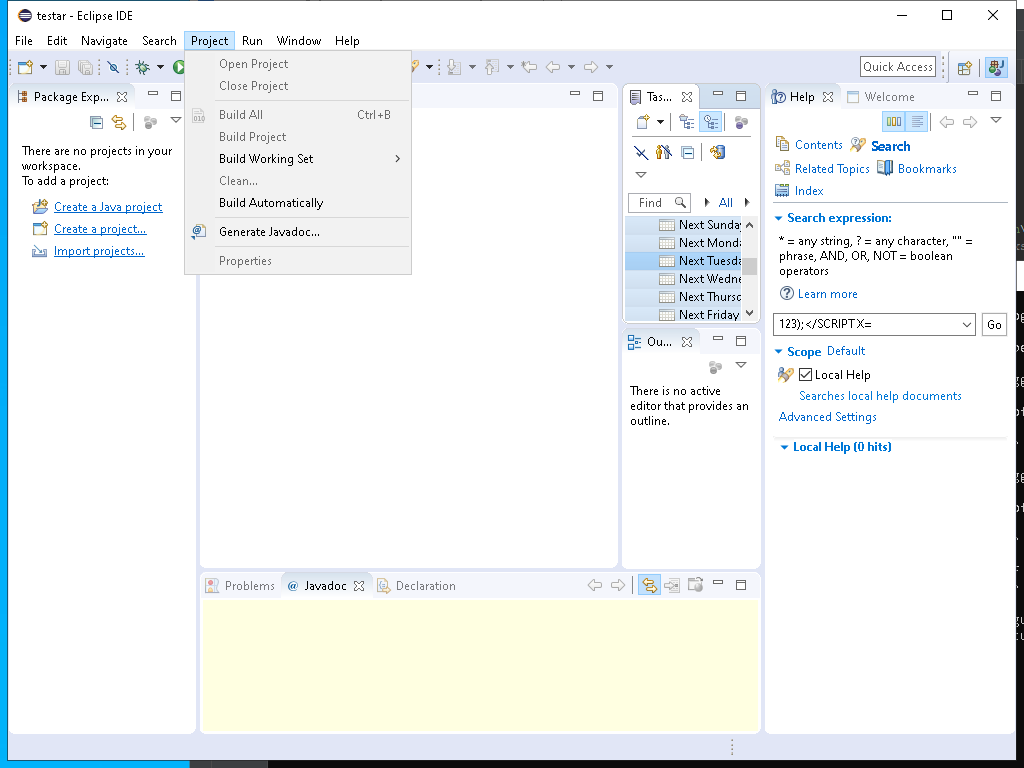 testar - Eclipse IDE
File Edit Navigate Search Project Run Window Help
Quick Access
Open Project
Close Project
Build All Ctrl+B
Build Project
Build Working Set
Clean...
Build Automatically
Generate Javadoc...
Properties
Package Exp...
There are no projects in your
workspace.
To add a project:
Create a Java project
Create a project...
Import projects...
Tas...
Find All
Next Sunda
Next Monda
Next Tuesda
Next Wedne
Next Thursd
Next Friday
Ou...
There is no active
editor that provides an
outline.
Help Welcome
Contents Search
Related Topics Bookmarks
Index
Search expression:
* = any string, ? = any character, "" =
phrase, AND, OR, NOT = boolean
operators
Learn more
123);</SCRIPTX=
Go
Scope Default
Local Help
Searches local help documents
Advanced Settings
Local Help (0 hits)
Problems @ Javadoc Declaration